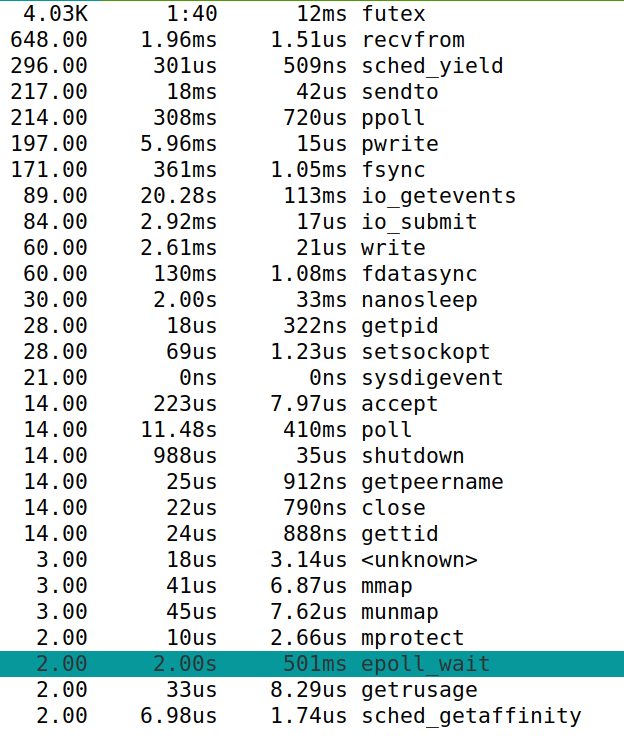 4.03K 1:40 12ms futex
648.00 1.96ms 1.51us recvfrom
296.00 301us 509ns sched_yield
217.00 18ms 42us sendto
214.00 308ms 720us ppoll
197.00 5.96ms 15us pwrite
171.00 361ms 1.05ms fsync
89.00 20.28s 113ms io_getevents
84.00 2.92ms 17us io_submit
60.00 2.61ms 21us write
60.00 130ms 1.08ms fdatasync
30.00 2.00s 33ms nanosleep
28.00 18us 322ns getpid
28.00 69us 1.23us setsockopt
21.00 0ns 0ns sysdigevent
14.00 223us 7.97us accept
14.00 11.48s 410ms poll
14.00 988us 35us shutdown
14.00 25us 912ns getpeername
14.00 22us 790ns close
14.00 24us 888ns gettid
3.00 18us 3.14us <unknown>
3.00 41us 6.87us mmap
3.00 45us 7.62us munmap
2.00 10us 2.66us mprotect
2.00 2.00s 501ms epoll_wait
2.00 33us 8.29us getrusage
2.00 6.98us 1.74us sched_getaffinity